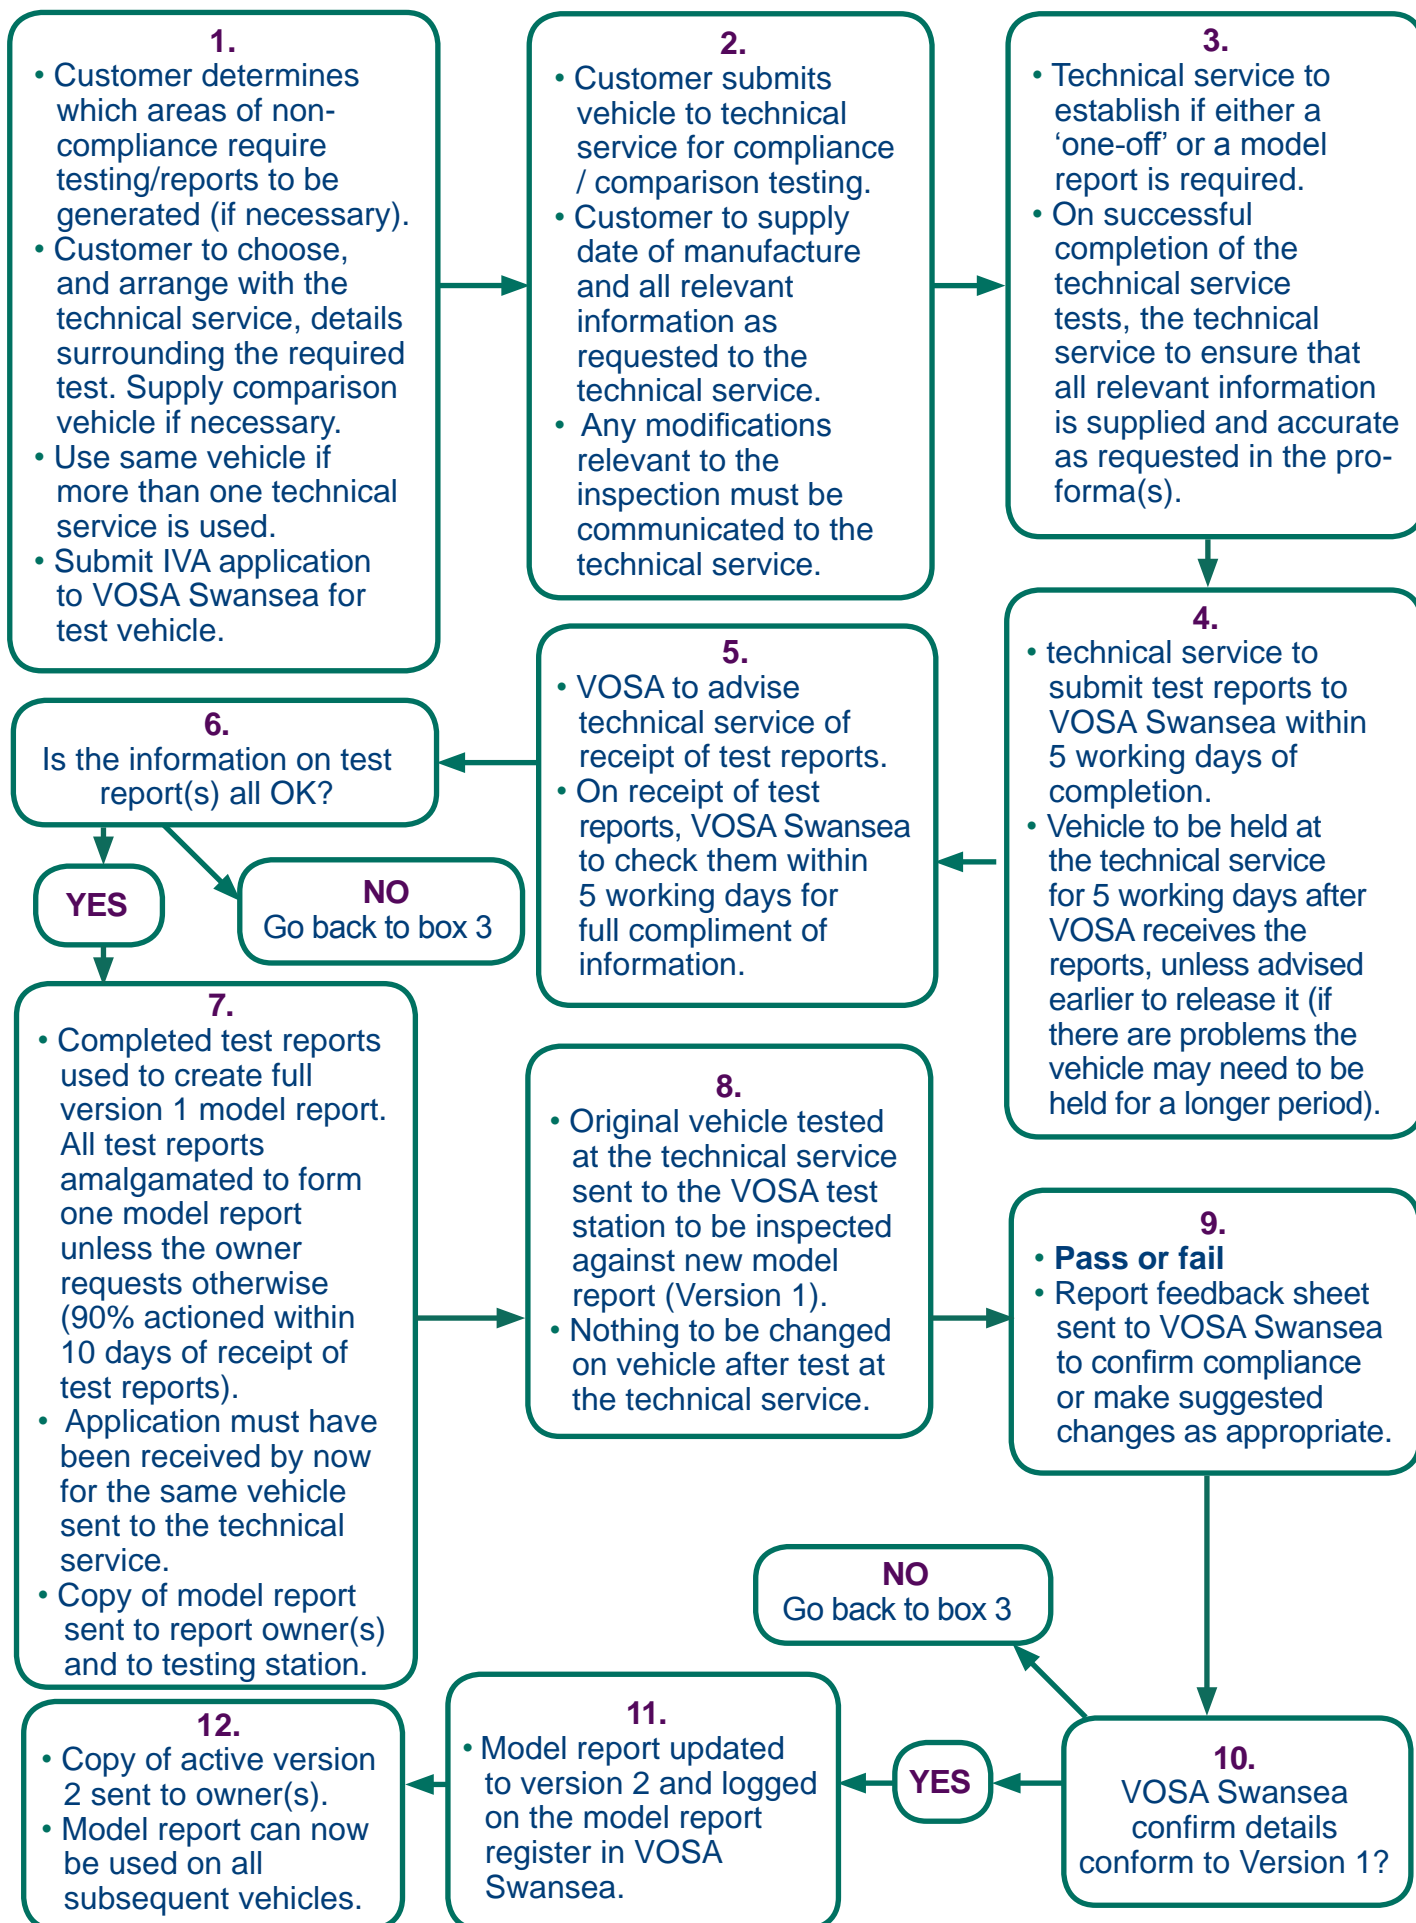 1.
• Customer determines
which areas of non-
compliance require
testing/reports to be
generated (if necessary).
• Customer to choose,
and arrange with the
technical service, details
surrounding the required
test. Supply comparison
vehicle if necessary.
• Use same vehicle if
more than one technical
service is used.
• Submit IVA application
to VOSA Swansea for
test vehicle.
2.
• Customer submits
vehicle to technical
service for compliance
/ comparison testing.
• Customer to supply
date of manufacture
and all relevant
information as
requested to the
technical service.
• Any modifications
relevant to the
inspection must be
communicated to the
technical service.
3.
• Technical service to
establish if either a
‘one-off’ or a model
report is required.
• On successful
completion of the
technical service
tests, the technical
service to ensure that
all relevant information
is supplied and accurate
as requested in the pro-
forma(s).
4.
• technical service to
submit test reports to
VOSA Swansea within
5 working days of
completion.
• Vehicle to be held at
the technical service
for 5 working days after
VOSA receives the
reports, unless advised
earlier to release it (if
there are problems the
vehicle may need to be
held for a longer period).
5.
• VOSA to advise
technical service of
receipt of test reports.
• On receipt of test
reports, VOSA Swansea
to check them within
5 working days for
full compliment of
information.
6.
Is the information on test
report(s) all OK?
YES
NO
Go back to box 3
7.
• Completed test reports
used to create full
version 1 model report.
All test reports
amalgamated to form
one model report
unless the owner
requests otherwise
(90% actioned within
10 days of receipt of
test reports).
• Application must have
been received by now
for the same vehicle
sent to the technical
service.
• Copy of model report
sent to report owner(s)
and to testing station.
8.
• Original vehicle tested
at the technical service
sent to the VOSA test
station to be inspected
against new model
report (Version 1).
• Nothing to be changed
on vehicle after test at
the technical service.
9.
• Pass or fail
• Report feedback sheet
sent to VOSA Swansea
to confirm compliance
or make suggested
changes as appropriate.
10.
VOSA Swansea
confirm details
conform to Version 1?
NO
Go back to box 3
YES
11.
• Model report updated
to version 2 and logged
on the model report
register in VOSA
Swansea.
12.
• Copy of active version
2 sent to owner(s).
• Model report can now
be used on all
subsequent vehicles.